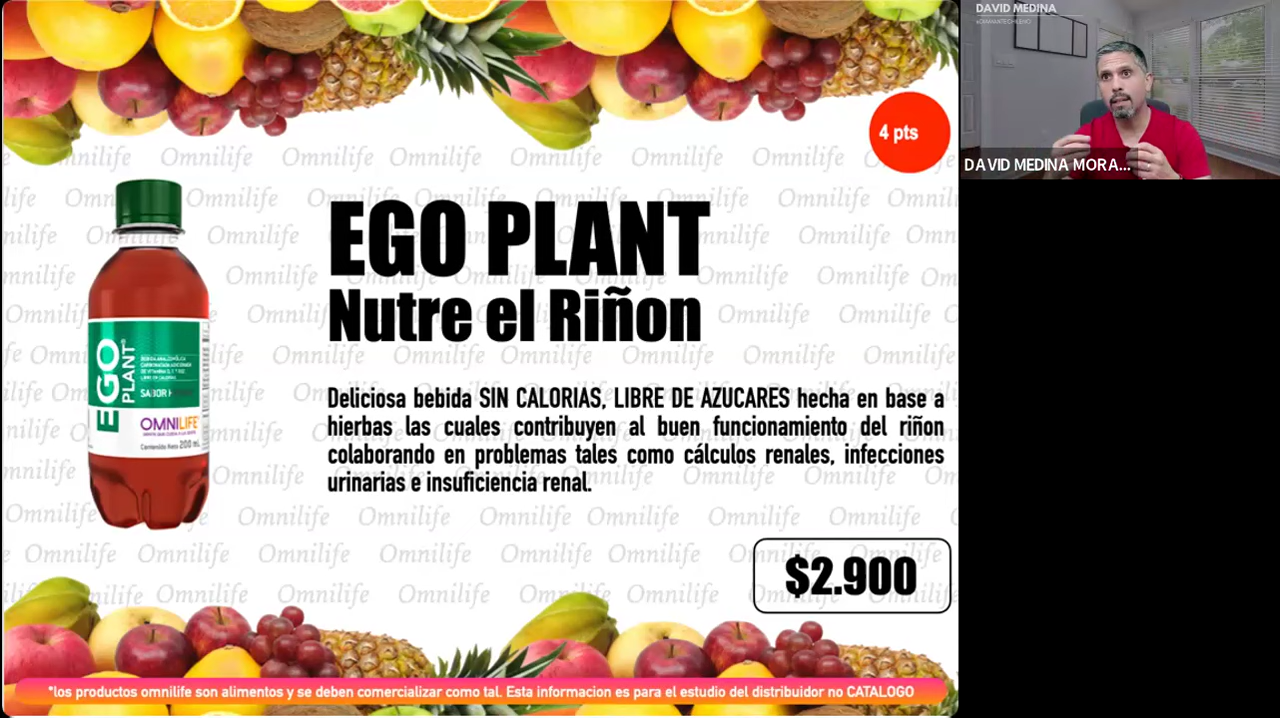 DAVID MEDINA
DAVID MEDINA MORA...
4 pts
EGO PLANT
Nutre el Riñon
Deliciosa bebida SIN CALORIAS, LIBRE DE AZUCARES hecha en base a
hierbas las cuales contribuyen al buen funcionamiento del riñon
colaborando en problemas tales como cálculos renales, infecciones
urinarias e insuficiencia renal.
$2.900
EGO
PLANT
SABOR
OMNILIFE
Contenido Neto 200 mL
Omnilife
*los productos omnilife son alimentos y se deben comercializar como tal. Esta informacion es para el estudio del distribuidor no CATALOGO